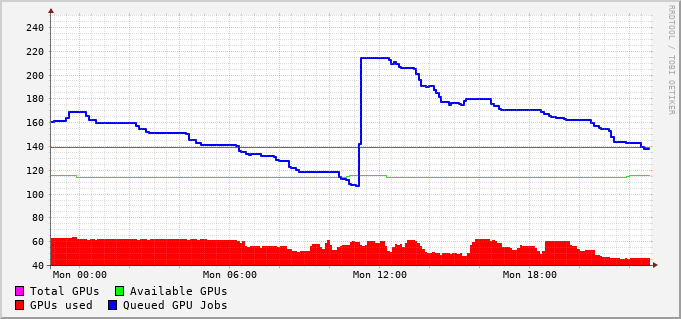 RRDTOOL / TOBI OETIKER
240
220
200
180
160
140
120
100
80
60
40
Mon 00:00 Mon 06:00 Mon 12:00 Mon 18:00
Total GPUs Available GPUs
GPUs used Queued GPU Jobs